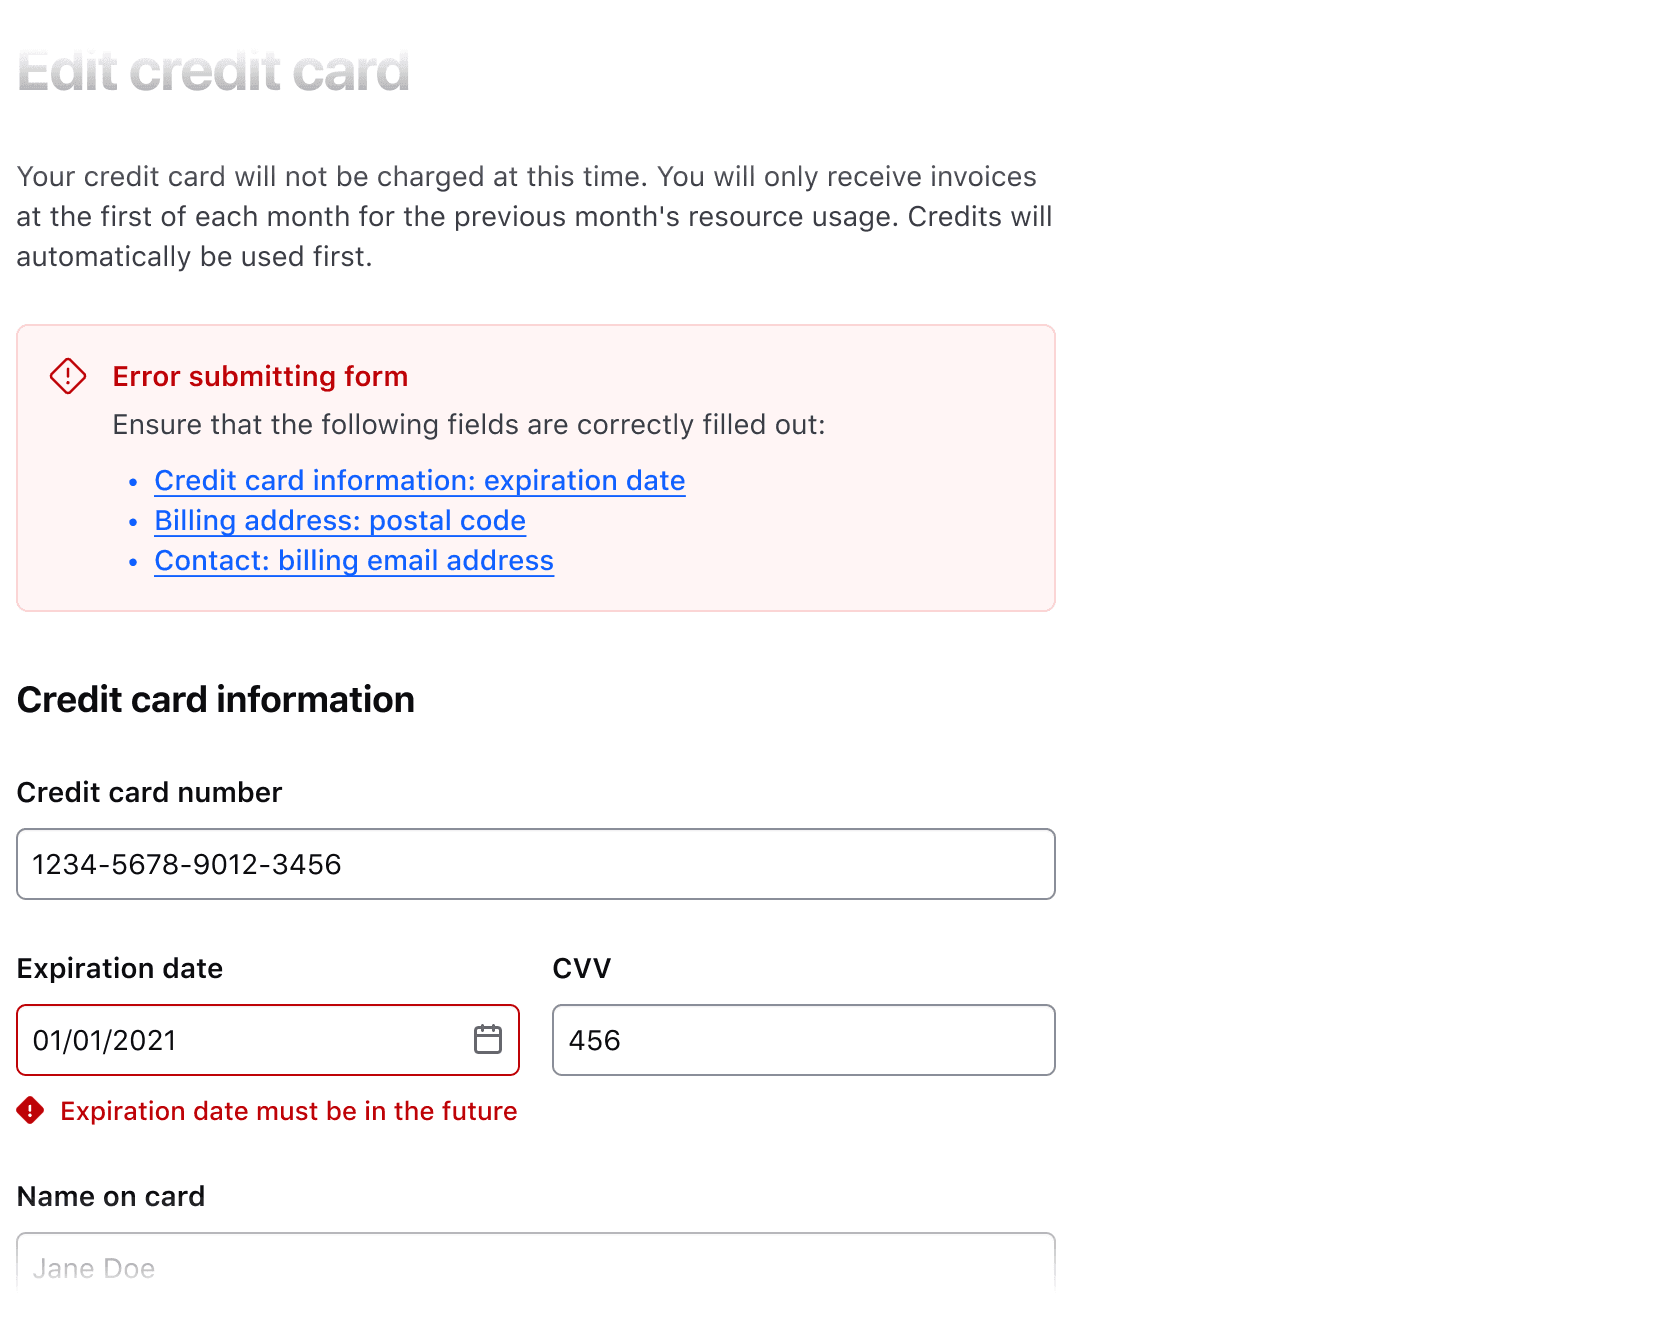 Edit credit card
Your credit card will not be charged at this time. You will only receive invoices
at the first of each month for the previous month's resource usage. Credits will
automatically be used first.
Error submitting form
Ensure that the following fields are correctly filled out:
• Credit card information: expiration date
• Billing address: postal code
• Contact: billing email address
Credit card information
Credit card number
1234-5678-9012-3456
Expiration date
CVV
01/01/2021
456
Expiration date must be in the future
Name on card
Jane Doe